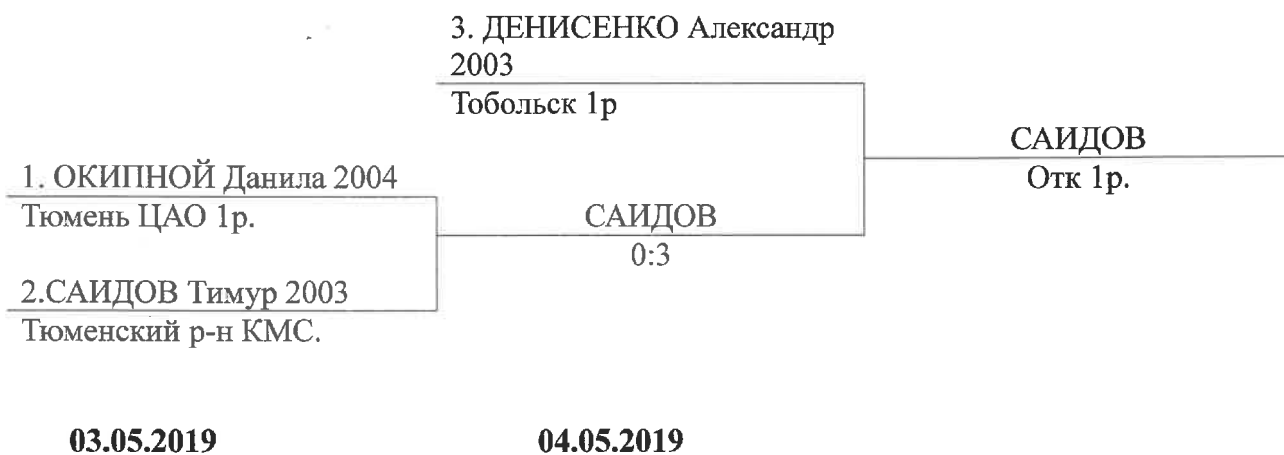 3. ДЕНИСЕНКО Александр
2003
Тобольск 1р
САИДОВ
Отк 1р.
1. ОКИПНОЙ Данила 2004
Тюмень ЦАО 1р.
САИДОВ
0:3
2.САИДОВ Тимур 2003
Тюменский р-н КМС.
03.05.2019
04.05.2019